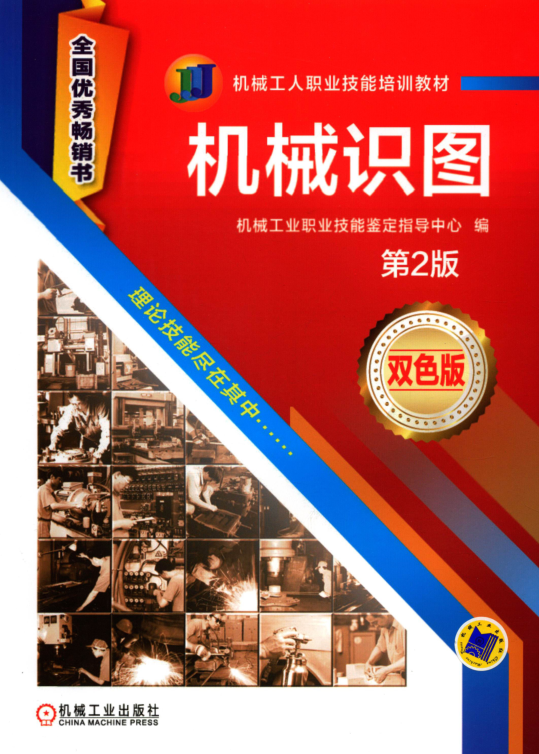 全国优秀畅销书
JJJ
机械工人职业技能培训教材
机械识图
机械工业职业技能鉴定指导中心 编
第2版
双色版
理论技能尽在其中……
机械工业出版社
CHINA MACHINE PRESS